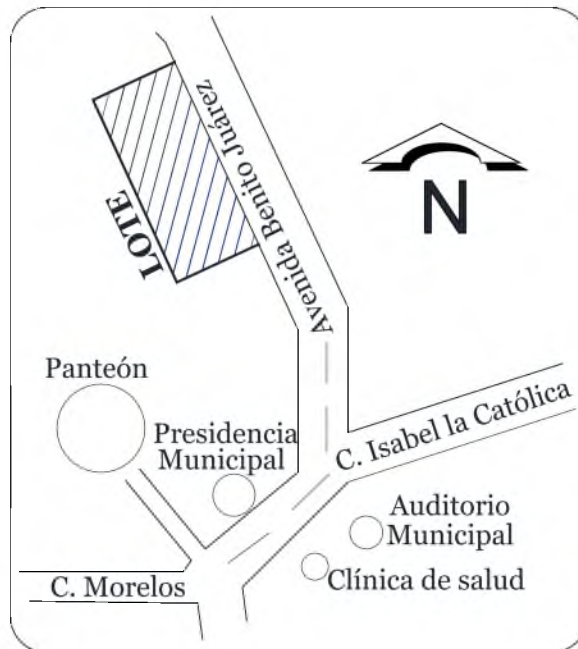 Avenida Benito Juárez
LOTE
N
Panteón
Presidencia
Municipal
C. Isabel la Católica
Auditorio
Municipal
Clínica de salud
C. Morelos